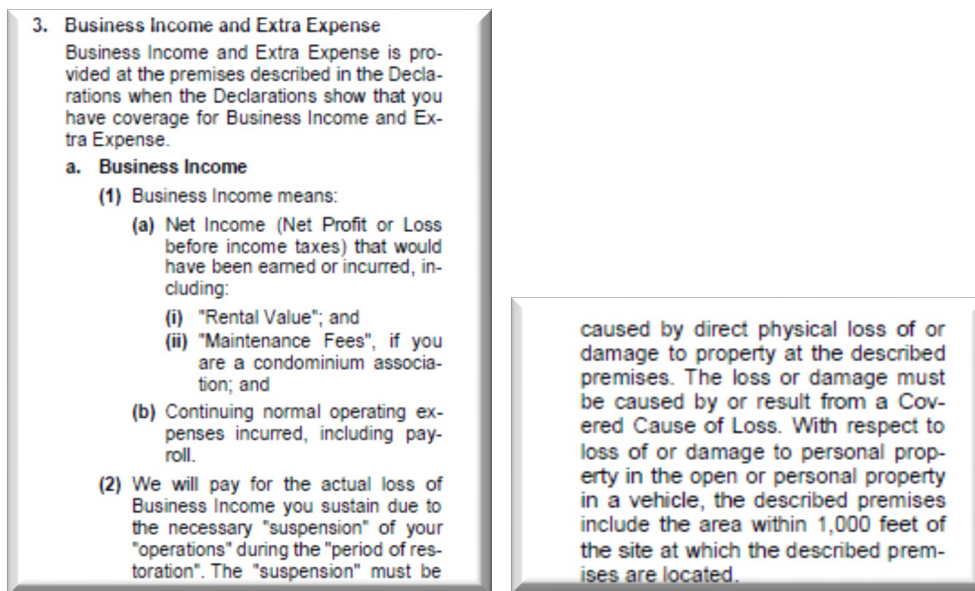 3. Business Income and Extra Expense
Business Income and Extra Expense is pro-
vided at the premises described in the Decla-
rations when the Declarations show that you
have coverage for Business Income and Ex-
tra Expense.
a. Business Income
(1) Business Income means:
(a) Net Income (Net Profit or Loss
before income taxes) that would
have been earned or incurred, in-
cluding:
(i) "Rental Value"; and
(ii) "Maintenance Fees", if you
are a condominium associa-
tion; and
(b) Continuing normal operating ex-
penses incurred, including pay-
roll.
(2) We will pay for the actual loss of
Business Income you sustain due to
the necessary "suspension" of your
"operations" during the "period of res-
toration". The "suspension" must be
caused by direct physical loss of or
damage to property at the described
premises. The loss or damage must
be caused by or result from a Cov-
ered Cause of Loss. With respect to
loss of or damage to personal prop-
erty in the open or personal property
in a vehicle, the described premises
include the area within 1,000 feet of
the site at which the described prem-
ises are located.